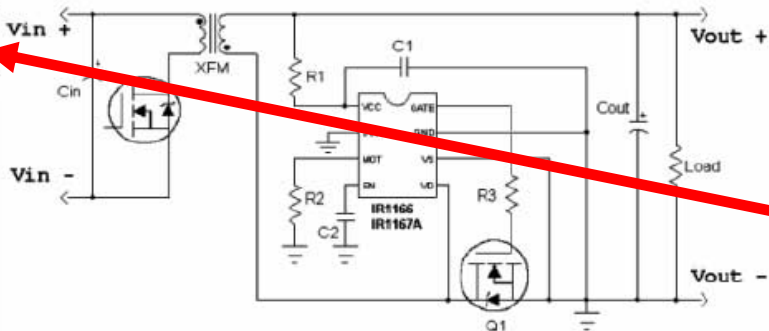 Vin +
XFM
Cin
Vin -
R1
C1
VCC
GATE
GND
MOT
VS
EN
VD
R2
C2
IR1166
IR1167A
R3
Q1
Cout
Load
Vout +
Vout -